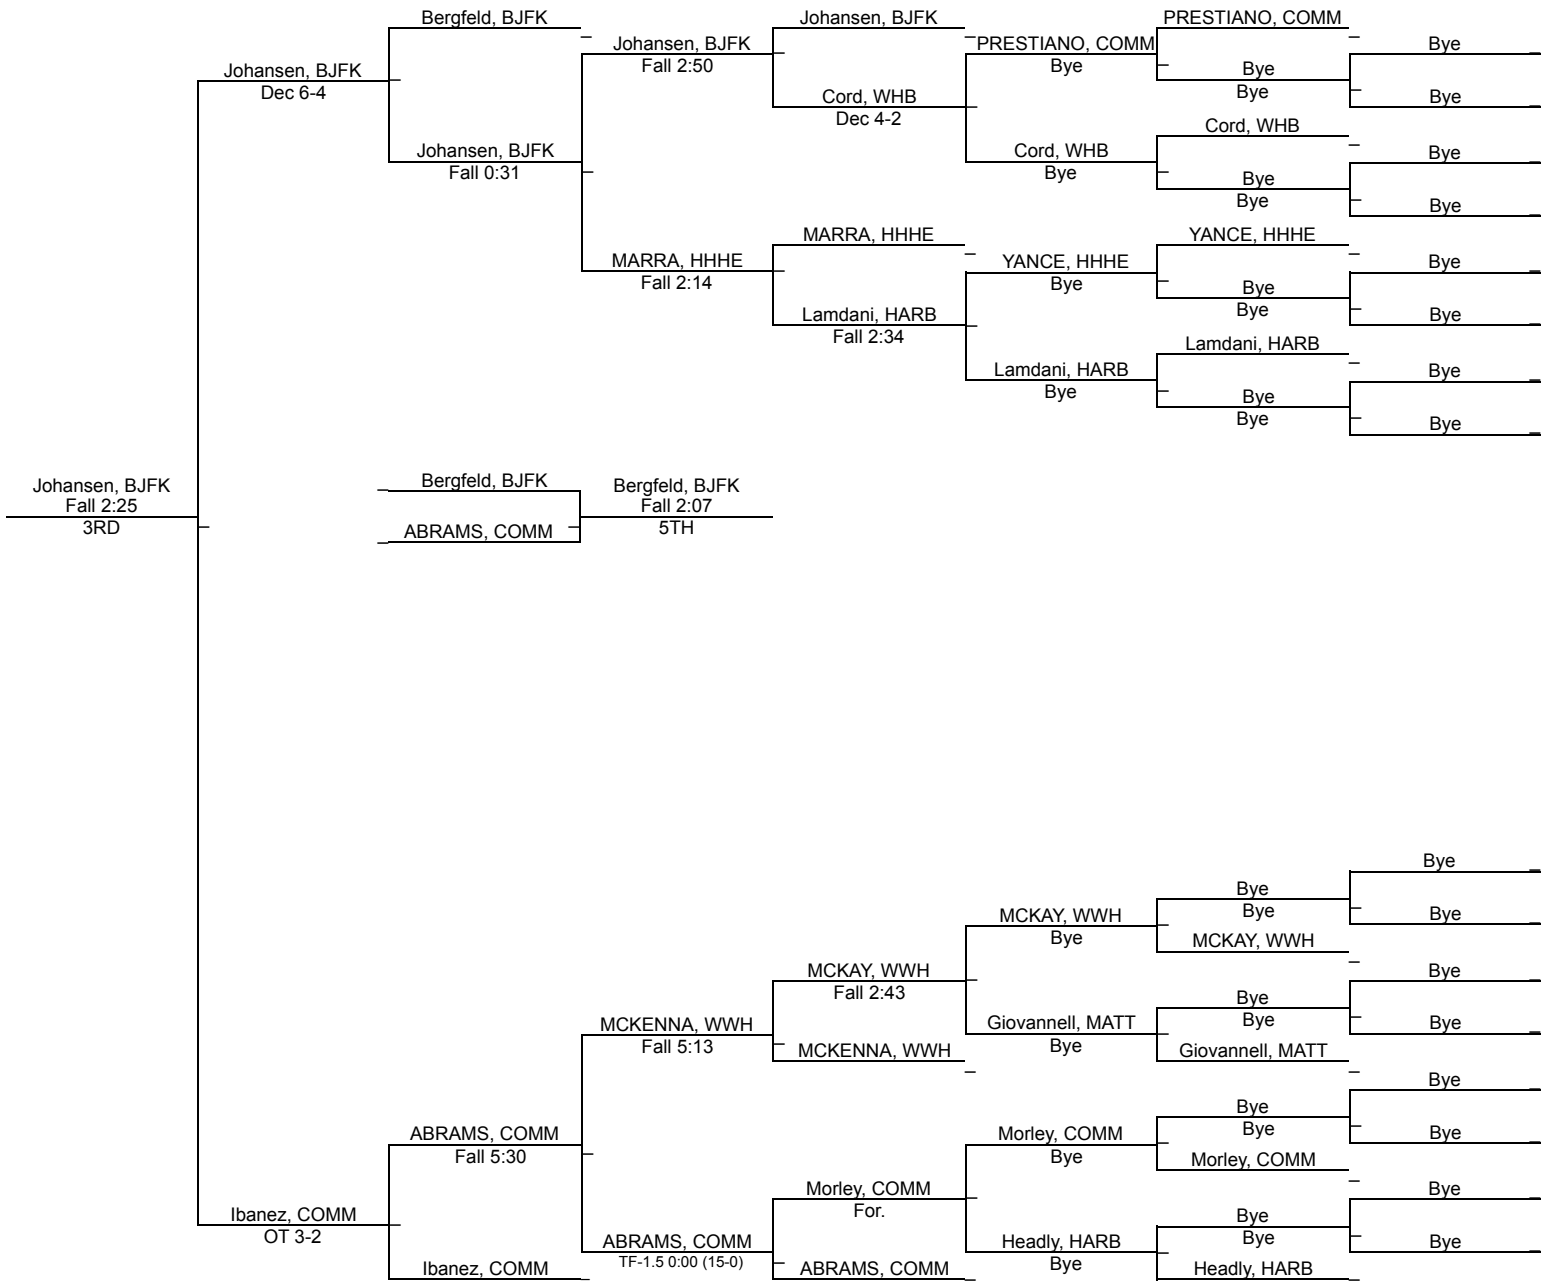 Bergfeld, BJFK
Johansen, BJFK
PRESTIANO, COMM
Johansen, BJFK
Fall 2:50
PRESTIANO, COMM
Bye
Bye
Johansen, BJFK
Dec 6-4
Bye
Bye
Cord, WHB
Dec 4-2
Bye
Cord, WHB
Johansen, BJFK
Fall 0:31
Cord, WHB
Bye
Bye
Bye
Bye
Bye
MARRA, HHHE
YANCE, HHHE
MARRA, HHHE
Fall 2:14
YANCE, HHHE
Bye
Bye
Bye
Bye
Lamdani, HARB
Fall 2:34
Bye
Lamdani, HARB
Lamdani, HARB
Bye
Bye
Bye
Bye
Bye
Johansen, BJFK
Fall 2:25
3RD
Bergfeld, BJFK
Bergfeld, BJFK
Fall 2:07
5TH
ABRAMS, COMM
Bye
Bye
Bye
MCKAY, WWH
Bye
Bye
MCKAY, WWH
MCKAY, WWH
Fall 2:43
Bye
Bye
Bye
MCKENNA, WWH
Fall 5:13
Giovannell, MATT
Bye
Bye
MCKENNA, WWH
Giovannell, MATT
Bye
Bye
Bye
ABRAMS, COMM
Fall 5:30
Morley, COMM
Bye
Bye
Morley, COMM
Morley, COMM
For.
Bye
Ibanez, COMM
OT 3-2
Bye
Bye
ABRAMS, COMM
TF-1.5 0:00 (15-0)
Headly, HARB
Bye
Bye
Ibanez, COMM
ABRAMS, COMM
Headly, HARB